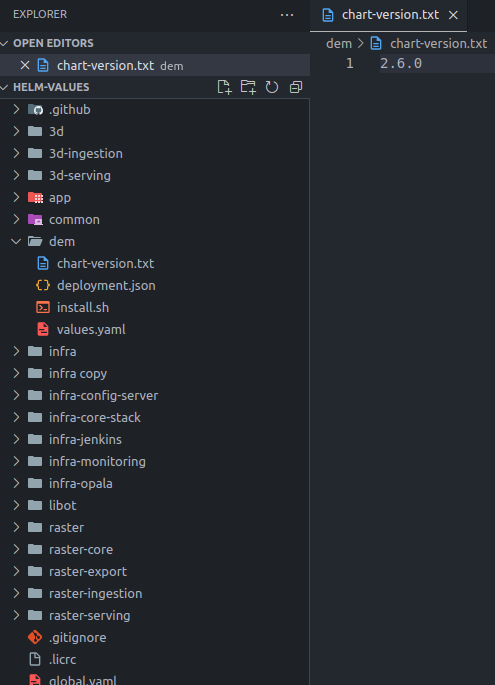 EXPLORER
chart-version.txt
OPEN EDITORS
chart-version.txt dem
dem > chart-version.txt
1 2.6.0
HELM-VALUES
.github
3d
3d-ingestion
3d-serving
app
common
dem
chart-version.txt
deployment.json
install.sh
values.yaml
infra
infra copy
infra-config-server
infra-core-stack
infra-jenkins
infra-monitoring
infra-opala
libot
raster
raster-core
raster-export
raster-ingestion
raster-serving
.gitignore
.licrc
global.yaml